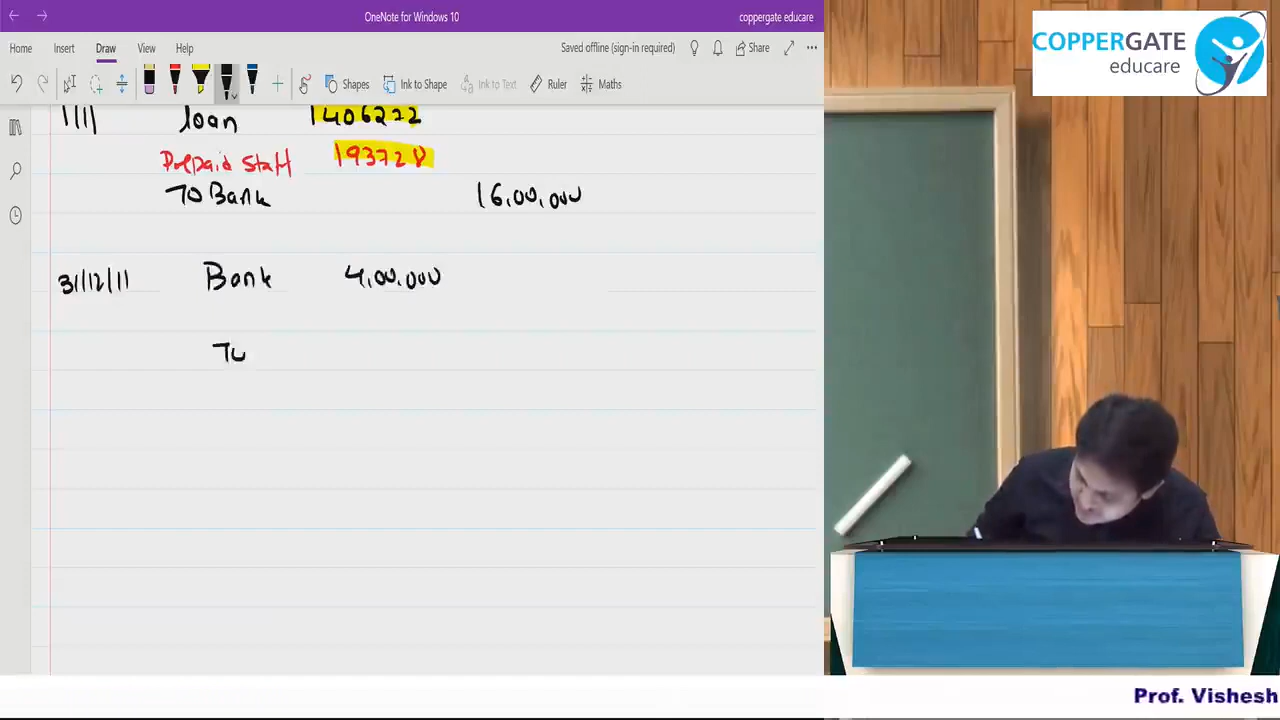 OneNote for Windows 10
coppergate educare
Home Insert Draw View Help
Saved offline (sign-in required)
Share
Shapes Ink to Shape Ink to Text Ruler Maths
COPPERGATE
educare
1/1/11 loan 1406222
Prepaid Staff 193728
To Bank 16,00,000
31/12/11 Bank 4,00,000
To
Prof. Vishesh